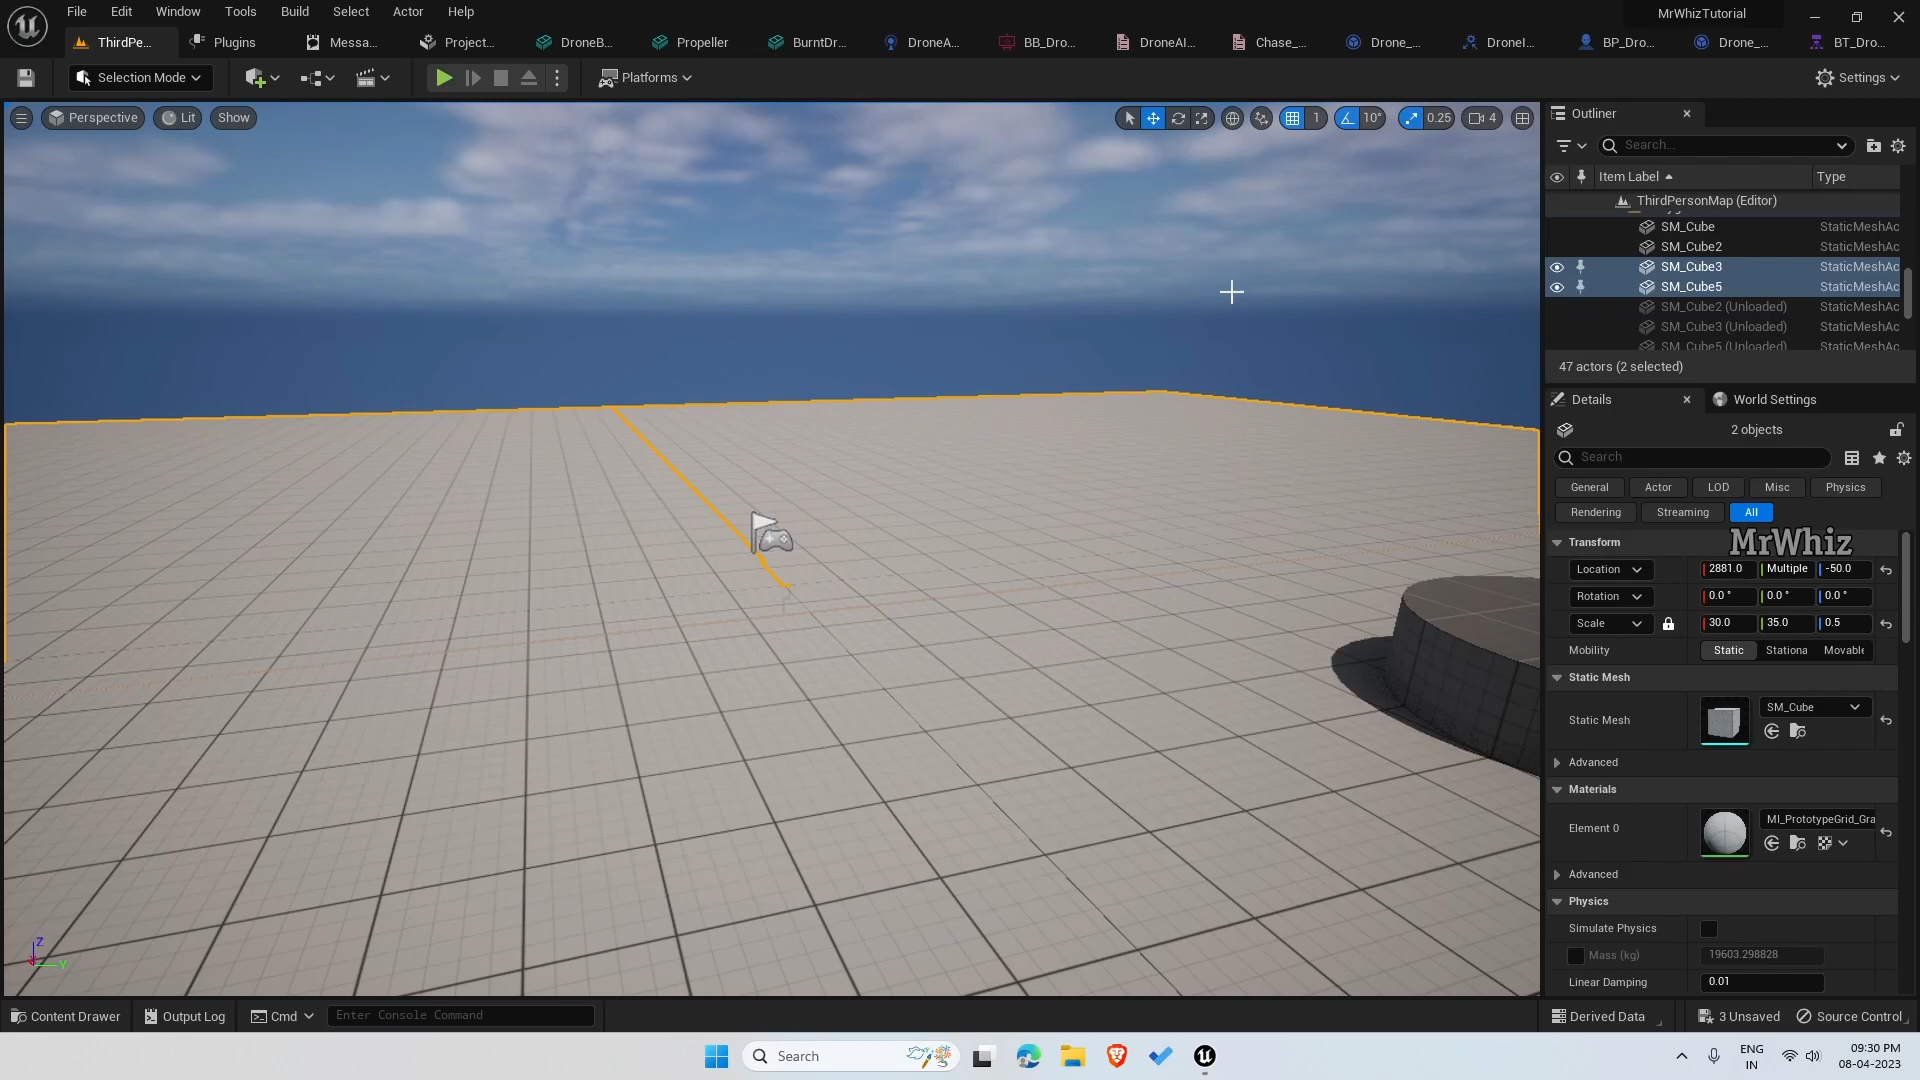 File Edit Window Tools Build Select Actor Help
MrWhizTutorial
ThirdPe... Plugins Messa... Project... DroneB... Propeller BurntDr... DroneA... BB_Dro... DroneAI... Chase_... Drone_... DroneI... BP_Dro... Drone_... BT_Dro...
Selection Mode Platforms Settings
Perspective Lit Show 1 10° 0.25 4
Outliner
Search...
Item Label Type
ThirdPersonMap (Editor)
SM_Cube StaticMeshAc
SM_Cube2 StaticMeshAc
SM_Cube3 StaticMeshAc
SM_Cube5 StaticMeshAc
SM_Cube2 (Unloaded) StaticMeshAc
SM_Cube3 (Unloaded) StaticMeshAc
SM_Cube5 (Unloaded) StaticMeshAc
47 actors (2 selected)
Details World Settings
2 objects
Search
General Actor LOD Misc Physics
Rendering Streaming All
MrWhiz
Transform
Location 2881.0 Multiple -50.0
Rotation 0.0 ° 0.0 ° 0.0 °
Scale 30.0 35.0 0.5
Mobility Static Stationa Movable
Static Mesh
Static Mesh SM_Cube
Advanced
Materials
Element 0 MI_PrototypeGrid_Gra
Advanced
Physics
Simulate Physics
Mass (kg) 19603.298828
Linear Damping 0.01
Z
Y
Content Drawer Output Log Cmd Enter Console Command Derived Data 3 Unsaved Source Control
Search
ENG
IN
09:30 PM
08-04-2023